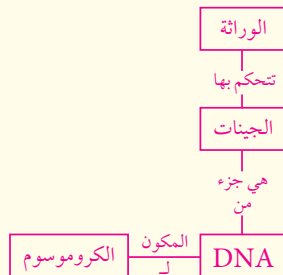 الوراثة
تتحكم بها
الجينات
هي جزء
من
DNA
المكون
لـ
الكروموسوم